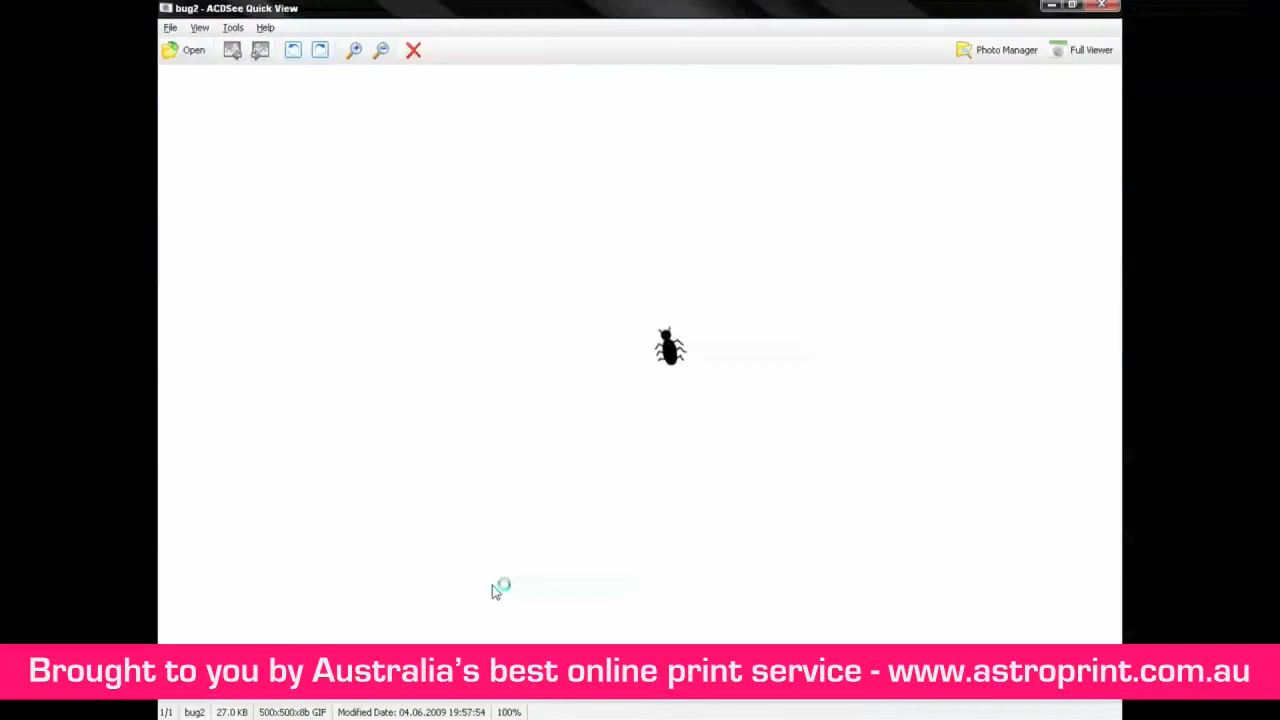 bug2 - ACDSee Quick View
File View Tools Help
Open Photo Manager Full Viewer
Brought to you by Australia's best online print service - www.astroprint.com.au
1/1 bug2 27.0 KB 500x500x8b GIF Modified Date: 04.06.2009 19:57:54 100%